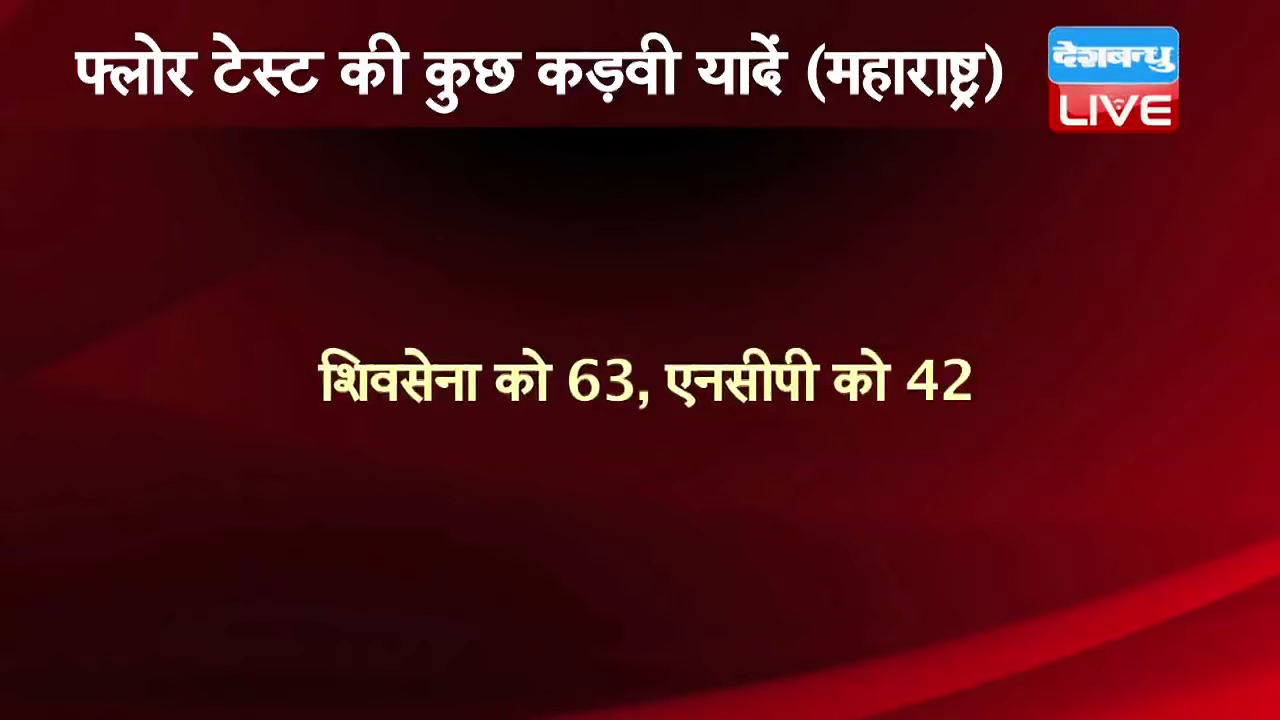 फ्लोर टेस्ट की कुछ कड़वी यादें (महाराष्ट्र)
देशबन्धु
LIVE
शिवसेना को 63, एनसीपी को 42